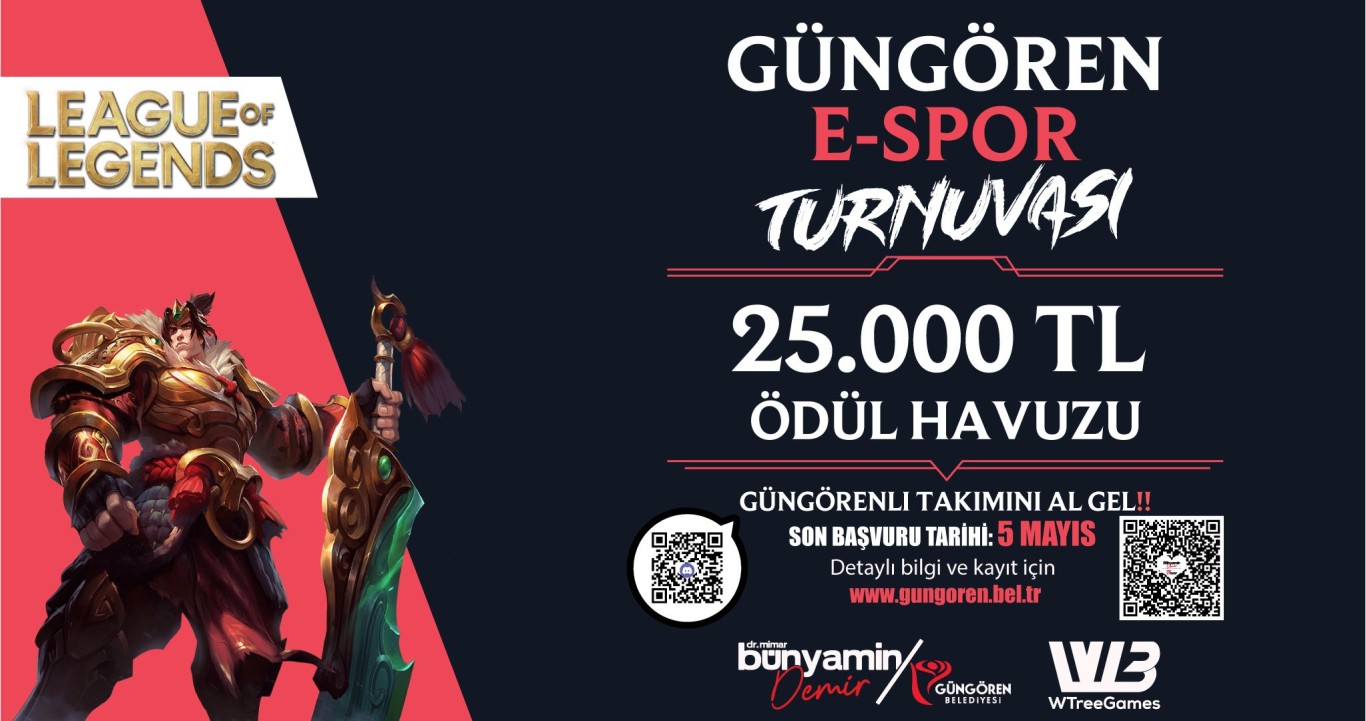 LEAGUE OF
LEGENDS
GÜNGÖREN
E-SPOR
TURNUVASI
25.000 TL
ÖDÜL HAVUZU
GÜNGÖRENLI TAKIMINI AL GEL!!
SON BAŞVURU TARİHİ: 5 MAYIS
Detaylı bilgi ve kayıt için
www.gungoren.bel.tr
dr.mimar
bünyamin
Demir
GÜNGÖREN
BELEDİYESİ
WB
WTreeGames